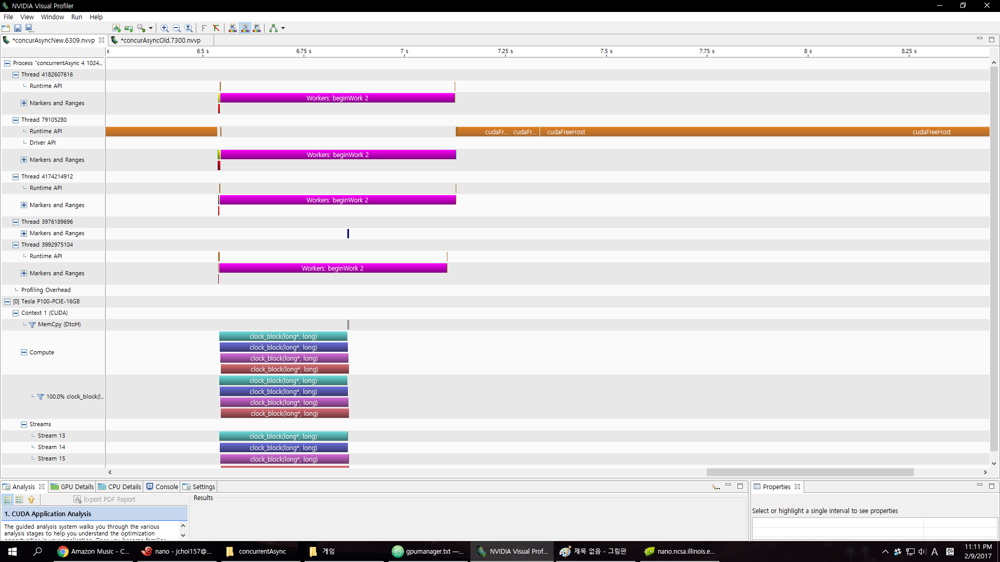 NVIDIA Visual Profiler
File View Window Run Help
*concurAsyncNew.6309.nvvp *concurAsyncOld.7300.nvvp
s 6.5 s 6.75 s 7 s 7.25 s 7.5 s 7.75 s 8 s 8.25 s
Process "concurrentAsync 4 1024...
Thread 4182607616
Runtime API
Markers and Ranges
Workers: beginWork 2
Thread 79105280
Runtime API
cudaFr... cudaFr... cudaFreeHost cudaFreeHost
Driver API
Markers and Ranges
Workers: beginWork 2
Thread 4174214912
Runtime API
Markers and Ranges
Workers: beginWork 2
Thread 3976189696
Markers and Ranges
Thread 3992975104
Runtime API
Markers and Ranges
Workers: beginWork 2
Profiling Overhead
[0] Tesla P100-PCIE-16GB
Context 1 (CUDA)
MemCpy (DtoH)
Compute
clock_block(long*, long)
clock_block(long*, long)
clock_block(long*, long)
clock_block(long*, long)
100.0% clock_block(l...
clock_block(long*, long)
clock_block(long*, long)
clock_block(long*, long)
clock_block(long*, long)
Streams
Stream 13 clock_block(long*, long)
Stream 14 clock_block(long*, long)
Stream 15 clock_block(long*, long)
Analysis GPU Details CPU Details Console Settings
Export PDF Report
1. CUDA Application Analysis
The guided analysis system walks you through the various
analysis stages to help you understand the optimization
Results
Properties
Select or highlight a single interval to see properties
Amazon Music - C... nano - jchoi157@... concurrentAsync 게임 gpumanager.txt —... NVIDIA Visual Prof... 제목 없음 - 그림판 nano.ncsa.illinois.e... A 한
11:11 PM
2/9/2017